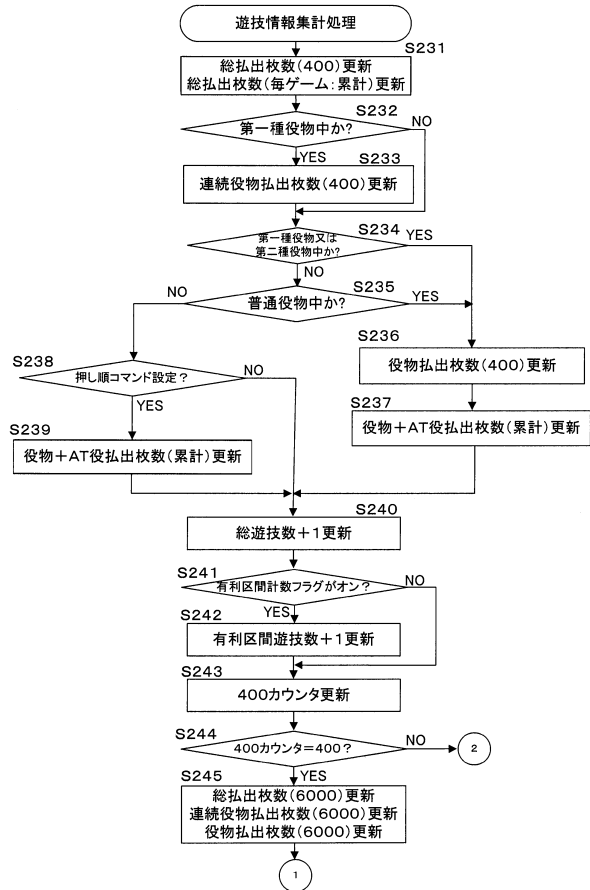 遊技情報集計処理
S231
総払出枚数(400)更新
総払出枚数(毎ゲーム:累計)更新
S232
第一種役物中か?
NO
YES
S233
連続役物払出枚数(400)更新
S234
第一種役物又は
第二種役物中か?
YES
NO
S235
普通役物中か?
NO
YES
S236
役物払出枚数(400)更新
S237
役物+AT役払出枚数(累計)更新
S238
押し順コマンド設定?
NO
YES
S239
役物+AT役払出枚数(累計)更新
S240
総遊技数+1更新
S241
有利区間計数フラグがオン?
NO
YES
S242
有利区間遊技数+1更新
S243
400カウンタ更新
S244
400カウンタ=400?
NO
2
YES
S245
総払出枚数(6000)更新
連続役物払出枚数(6000)更新
役物払出枚数(6000)更新
1